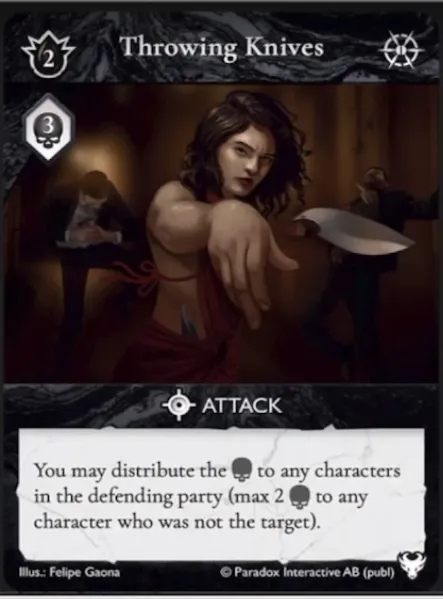 2
Throwing Knives
3
ATTACK
You may distribute the to any characters
in the defending party (max 2 to any
character who was not the target).
Illus.: Felipe Gaona
© Paradox Interactive AB (publ)